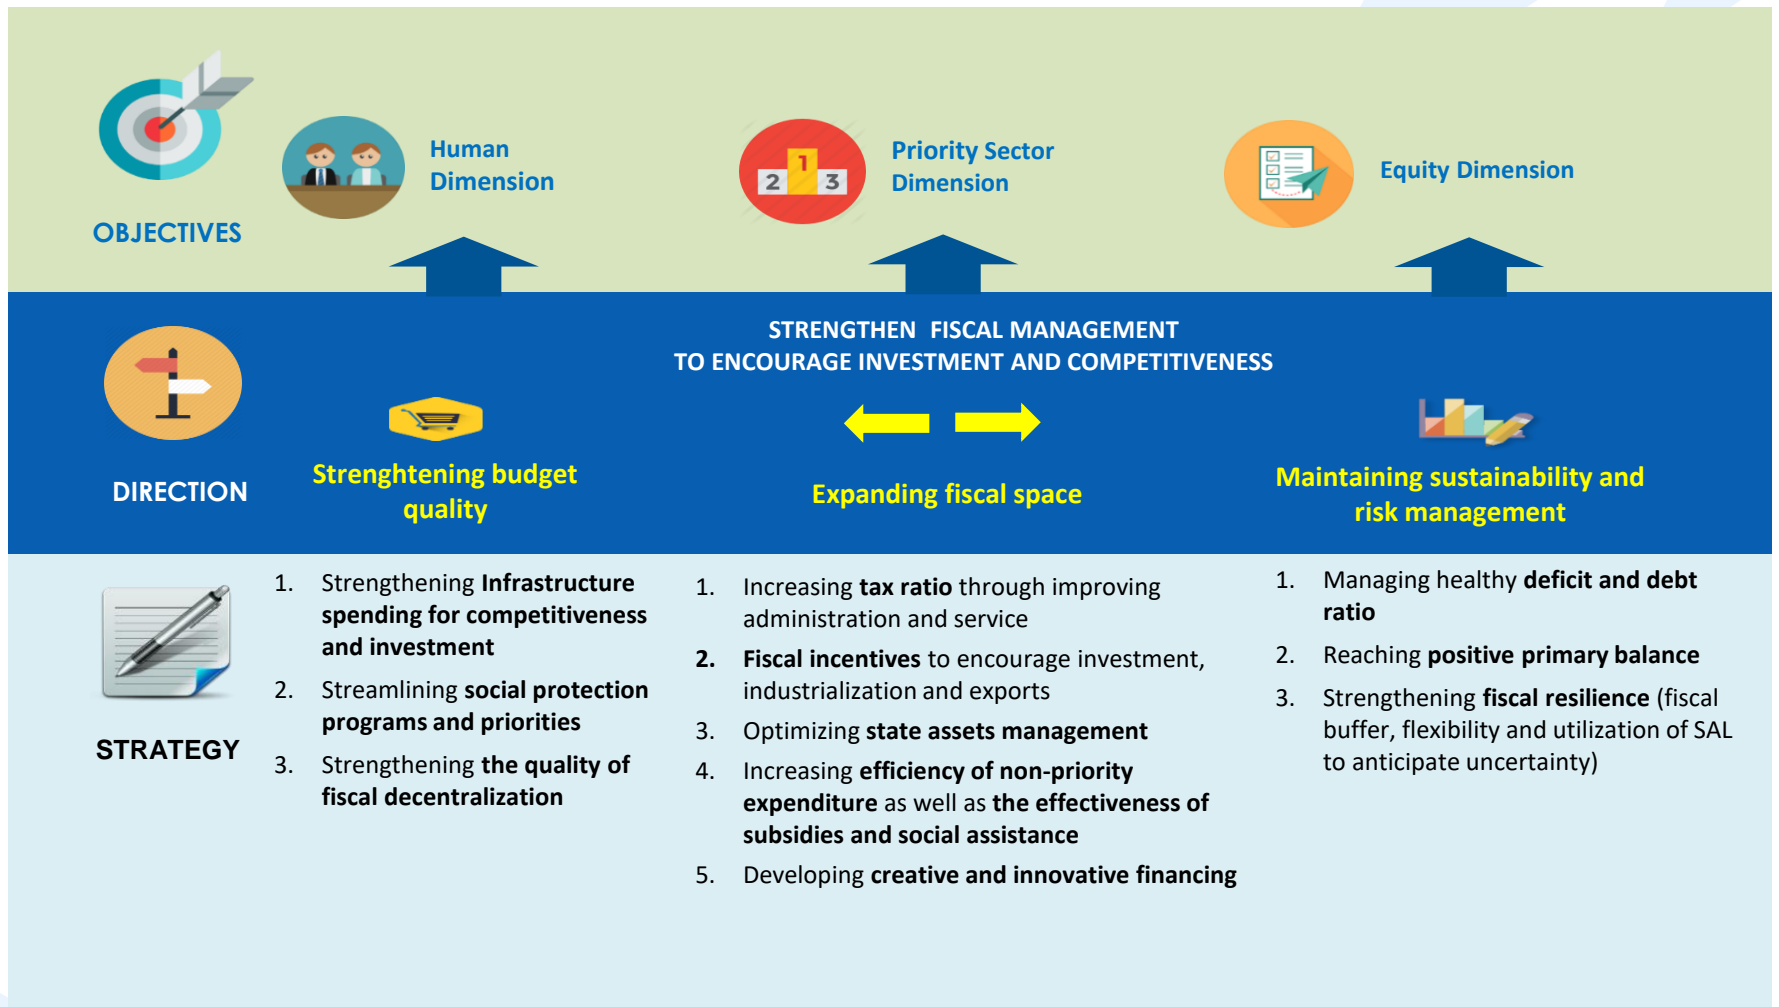 OBJECTIVES
Human
Dimension
1
2
3
Priority Sector
Dimension
Equity Dimension
DIRECTION
STRENGTHEN FISCAL MANAGEMENT
TO ENCOURAGE INVESTMENT AND COMPETITIVENESS
Strenghtening budget
quality
Expanding fiscal space
Maintaining sustainability and
risk management
STRATEGY
1. Strengthening Infrastructure
spending for competitiveness
and investment
2. Streamlining social protection
programs and priorities
3. Strengthening the quality of
fiscal decentralization
1. Increasing tax ratio through improving
administration and service
2. Fiscal incentives to encourage investment,
industrialization and exports
3. Optimizing state assets management
4. Increasing efficiency of non-priority
expenditure as well as the effectiveness of
subsidies and social assistance
5. Developing creative and innovative financing
1. Managing healthy deficit and debt
ratio
2. Reaching positive primary balance
3. Strengthening fiscal resilience (fiscal
buffer, flexibility and utilization of SAL
to anticipate uncertainty)